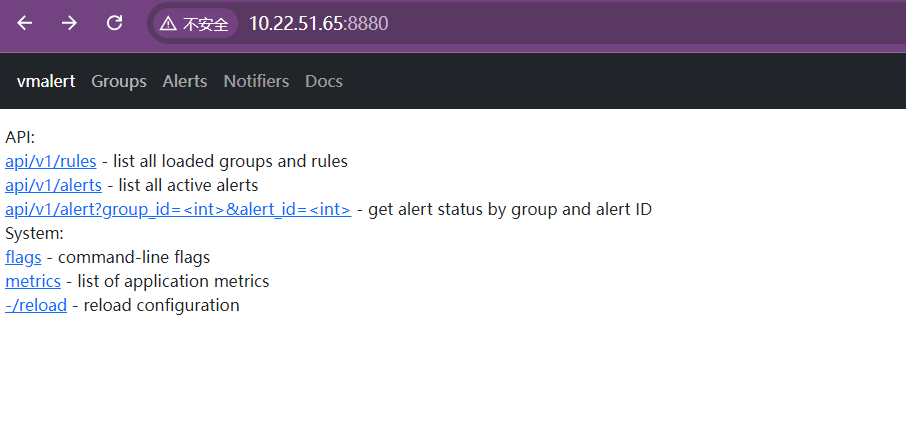 不安全 10.22.51.65:8880
vmalert Groups Alerts Notifiers Docs
API:
api/v1/rules - list all loaded groups and rules
api/v1/alerts - list all active alerts
api/v1/alert?group_id=<int>&alert_id=<int> - get alert status by group and alert ID
System:
flags - command-line flags
metrics - list of application metrics
-/reload - reload configuration